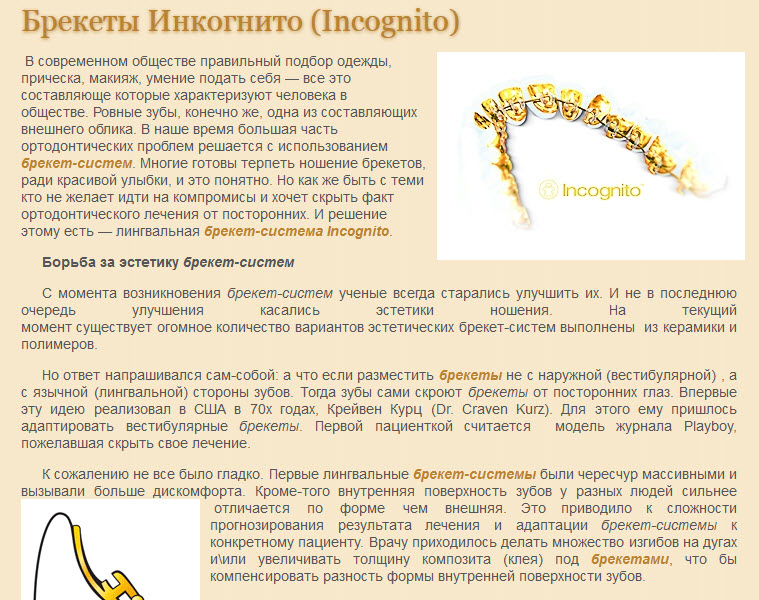 Брекеты Инкогнито (Incognito)
В современном обществе правильный подбор одежды,
прическа, макияж, умение подать себя — все это
составляюще которые характеризуют человека в
обществе. Ровные зубы, конечно же, одна из составляющих
внешнего облика. В наше время большая часть
ортодонтических проблем решается с использованием
брекет-систем. Многие готовы терпеть ношение брекетов,
ради красивой улыбки, и это понятно. Но как же быть с теми
кто не желает идти на компромисы и хочет скрыть факт
ортодонтического лечения от посторонних. И решение
этому есть — лингвальная брекет-система Incognito.
Incognito
Борьба за эстетику брекет-систем
С момента возникновения брекет-систем ученые всегда старались улучшить их. И не в последнюю
очередь улучшения касались эстетики ношения. На текущий
момент существует огомное количество вариантов эстетических брекет-систем выполнены из керамики и
полимеров.
Но ответ напрашивался сам-собой: а что если разместить брекеты не с наружной (вестибулярной) , а
с язычной (лингвальной) стороны зубов. Тогда зубы сами скроют брекеты от посторонних глаз. Впервые
эту идею реализовал в США в 70х годах, Крейвен Курц (Dr. Craven Kurz). Для этого ему пришлось
адаптировать вестибулярные брекеты. Первой пациенткой считается модель журнала Playboy,
пожелавшая скрыть свое лечение.
К сожалению не все было гладко. Первые лингвальные брекет-системы были чересчур массивными и
вызывали больше дискомфорта. Кроме-того внутренняя поверхность зубов у разных людей сильнее
отличается по форме чем внешняя. Это приводило к сложности
прогнозирования результата лечения и адаптации брекет-системы к
конкретному пациенту. Врачу приходилось делать множество изгибов на дугах
и\или увеличивать толщину композита (клея) под брекетами, что бы
компенсировать разность формы внутренней поверхности зубов.